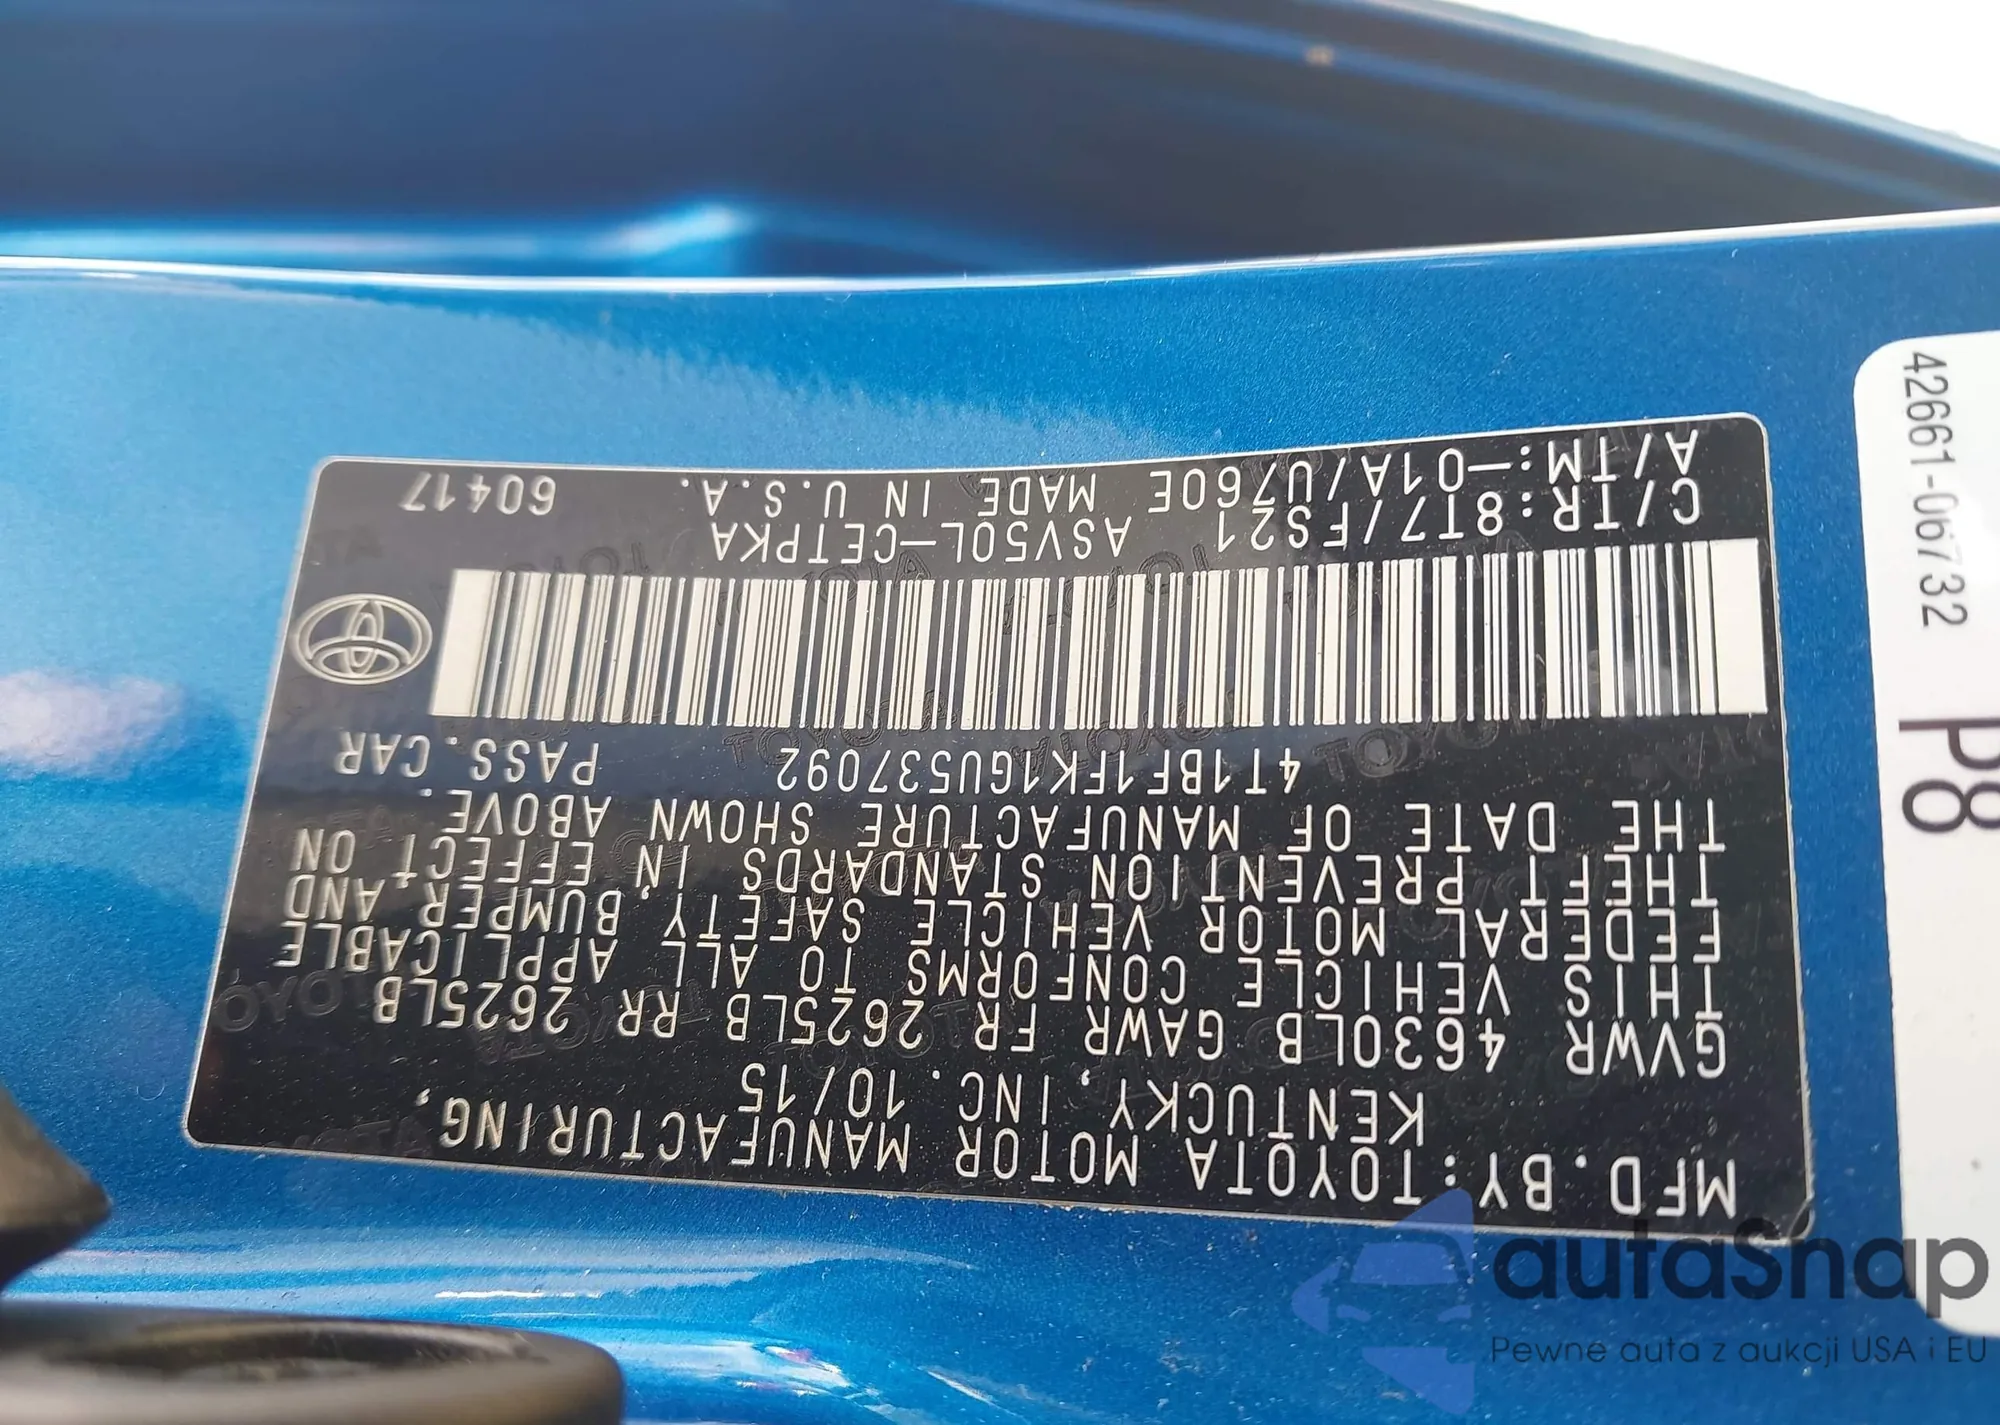 MFD.BY:TOYOTA MOTOR MANUFACTURING,
KENTUCKY,INC. 10/15
GVWR 4630LB GAWR FR 2625LB RR 2625LB
THIS VEHICLE CONFORMS TO ALL APPLICABLE
FEDERAL MOTOR VEHICLE SAFETY,BUMPER,AND
THEFT PREVENTION STANDARDS IN EFFECT ON
THE DATE OF MANUFACTURE SHOWN ABOVE.
4T1BF1FK1GU537092 PASS.CAR
C/TR:8T7/FS21 ASV50L-CETPKA
A/TM:-01A/U760E MADE IN U.S.A. 60417
42661-06732
P8
autaSnap
Pewne auta z aukcji USA i EU